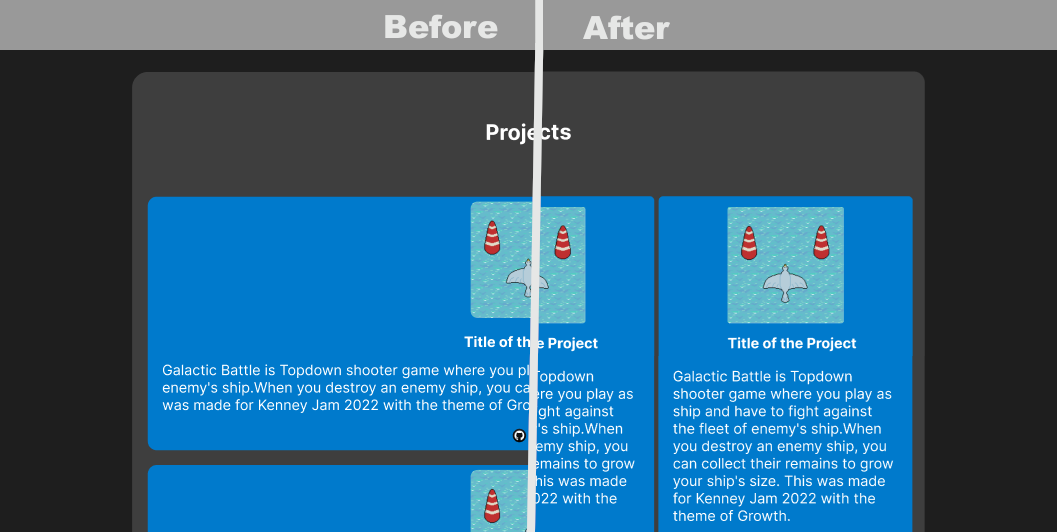 Before
After
Projects
Title of the Project
Title of the Project
Galactic Battle is Topdown shooter game where you pl
enemy's ship.When you destroy an enemy ship, you ca
was made for Kenney Jam 2022 with the theme of Gro
Topdown
ere you play as
ght against
's ship.When
emy ship, you
emains to grow
his was made
022 with the
Galactic Battle is Topdown
shooter game where you play as
ship and have to fight against
the fleet of enemy's ship.When
you destroy an enemy ship, you
can collect their remains to grow
your ship's size. This was made
for Kenney Jam 2022 with the
theme of Growth.